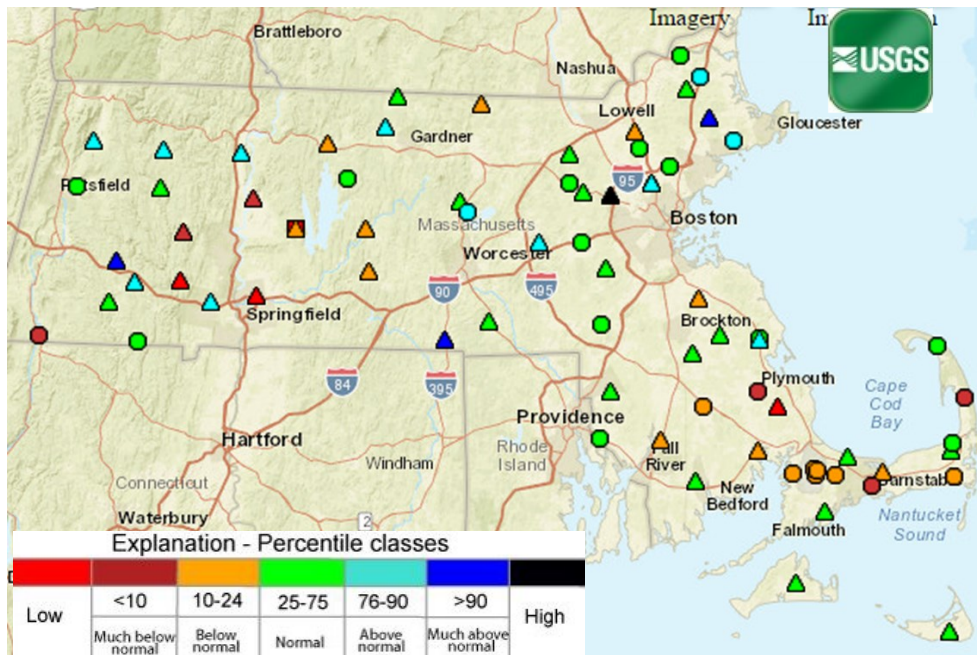 Imagery
Brattleboro
USGS
Nashua
Lowell
Gloucester
Gardner
95
Pittsfield
Massachusetts
Boston
Worcester
90
495
Springfield
Brockton
84
395
Plymouth
Cape
Cod
Bay
Providence
Hartford
Rhode
Island
Fall
River
Windham
Connecticut
New
Bedford
Barnstab
Nantucket
Sound
Waterbury
2
Falmouth
Explanation - Percentile classes
Low
<10
10-24
25-75
76-90
>90
High
Much below
normal
Below
normal
Normal
Above
normal
Much above
normal